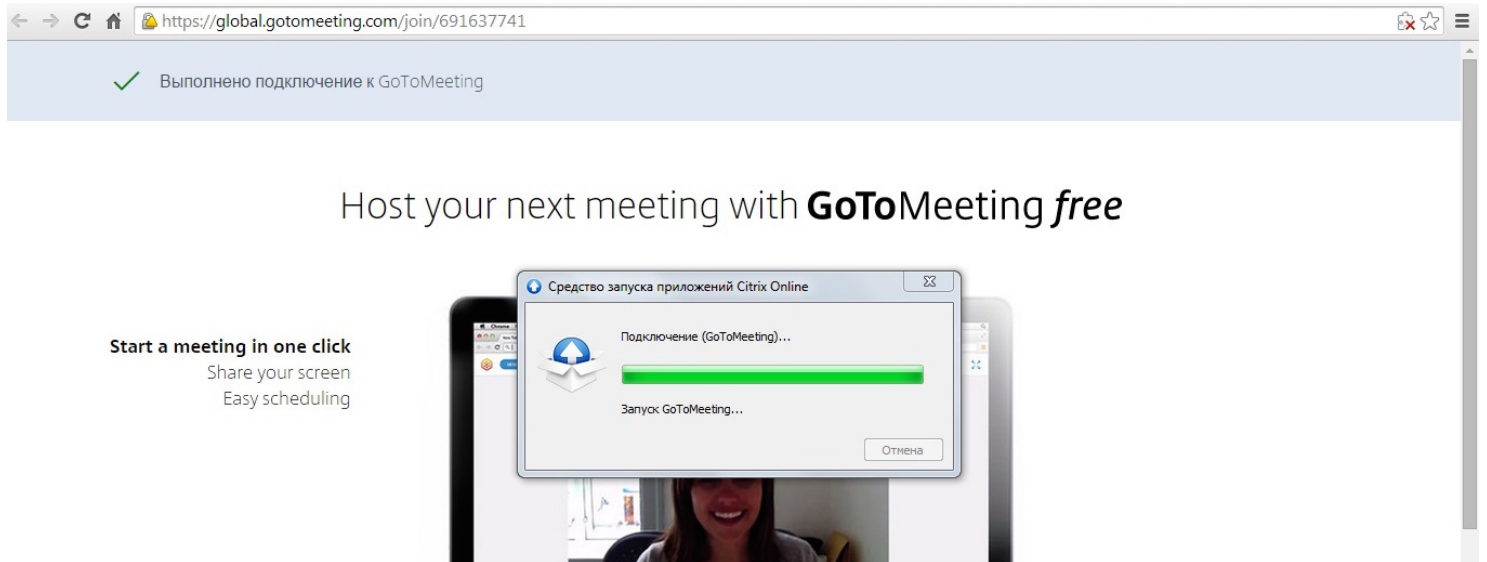 https://global.gotomeeting.com/join/691637741
Выполнено подключение к GoToMeeting
Host your next meeting with GoToMeeting free
Средство запуска приложений Citrix Online
Подключение (GoToMeeting)...
Запуск GoToMeeting...
Отмена
Start a meeting in one click
Share your screen
Easy scheduling